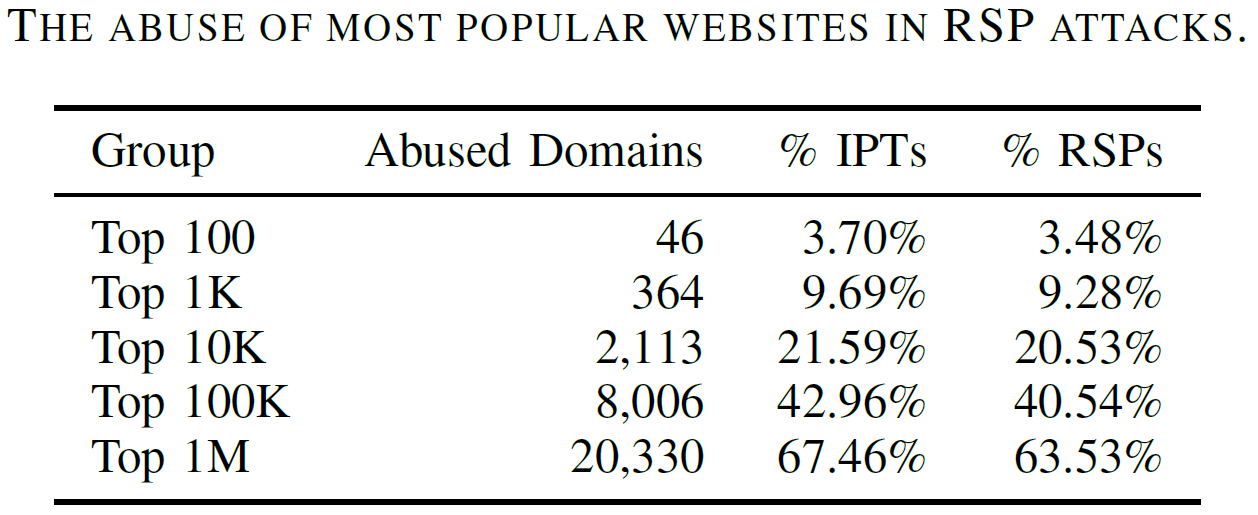 THE ABUSE OF MOST POPULAR WEBSITES IN RSP ATTACKS.
Group Abused Domains % IPTs % RSPs
Top 100 46 3.70% 3.48%
Top 1K 364 9.69% 9.28%
Top 10K 2,113 21.59% 20.53%
Top 100K 8,006 42.96% 40.54%
Top 1M 20,330 67.46% 63.53%